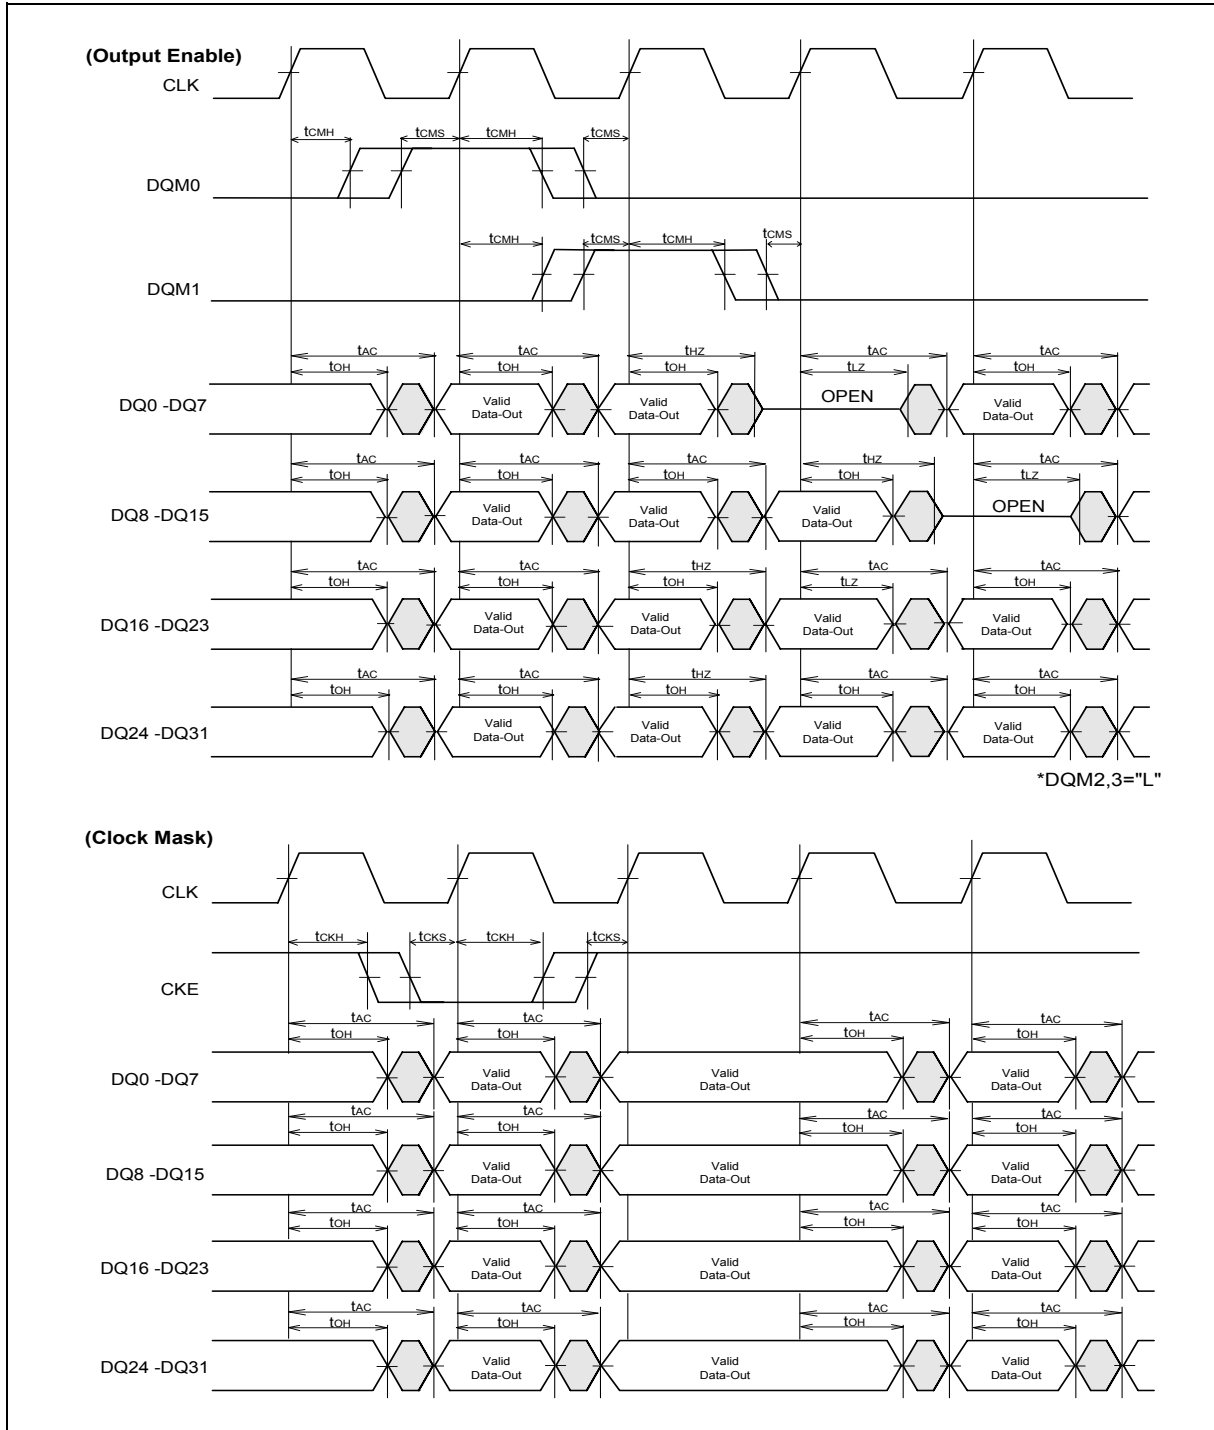 (Output Enable)
CLK
tCMH tCMS tCMH tCMS
DQM0
tCMH tCMS tCMH tCMS
DQM1
tAC tAC tHZ tAC tAC
tOH tOH tOH tLZ tOH
DQ0 -DQ7 Valid Data-Out Valid Data-Out OPEN Valid Data-Out
tAC tAC tAC tHZ tAC
tOH tOH tOH tOH tLZ
DQ8 -DQ15 Valid Data-Out Valid Data-Out Valid Data-Out OPEN
tAC tAC tHZ tAC tAC
tOH tOH tOH tLZ tOH
DQ16 -DQ23 Valid Data-Out Valid Data-Out Valid Data-Out Valid Data-Out
tAC tAC tHZ tAC tAC
tOH tOH tOH tOH tOH
DQ24 -DQ31 Valid Data-Out Valid Data-Out Valid Data-Out Valid Data-Out
*DQM2,3="L"
(Clock Mask)
CLK
tCKH tCKS tCKH tCKS
CKE
tAC tAC tAC tAC
tOH tOH tOH tOH
DQ0 -DQ7 Valid Data-Out Valid Data-Out Valid Data-Out
tAC tAC tAC tAC
tOH tOH tOH tOH
DQ8 -DQ15 Valid Data-Out Valid Data-Out Valid Data-Out
tAC tAC tAC tAC
tOH tOH tOH tOH
DQ16 -DQ23 Valid Data-Out Valid Data-Out Valid Data-Out
tAC tAC tAC tAC
tOH tOH tOH tOH
DQ24 -DQ31 Valid Data-Out Valid Data-Out Valid Data-Out